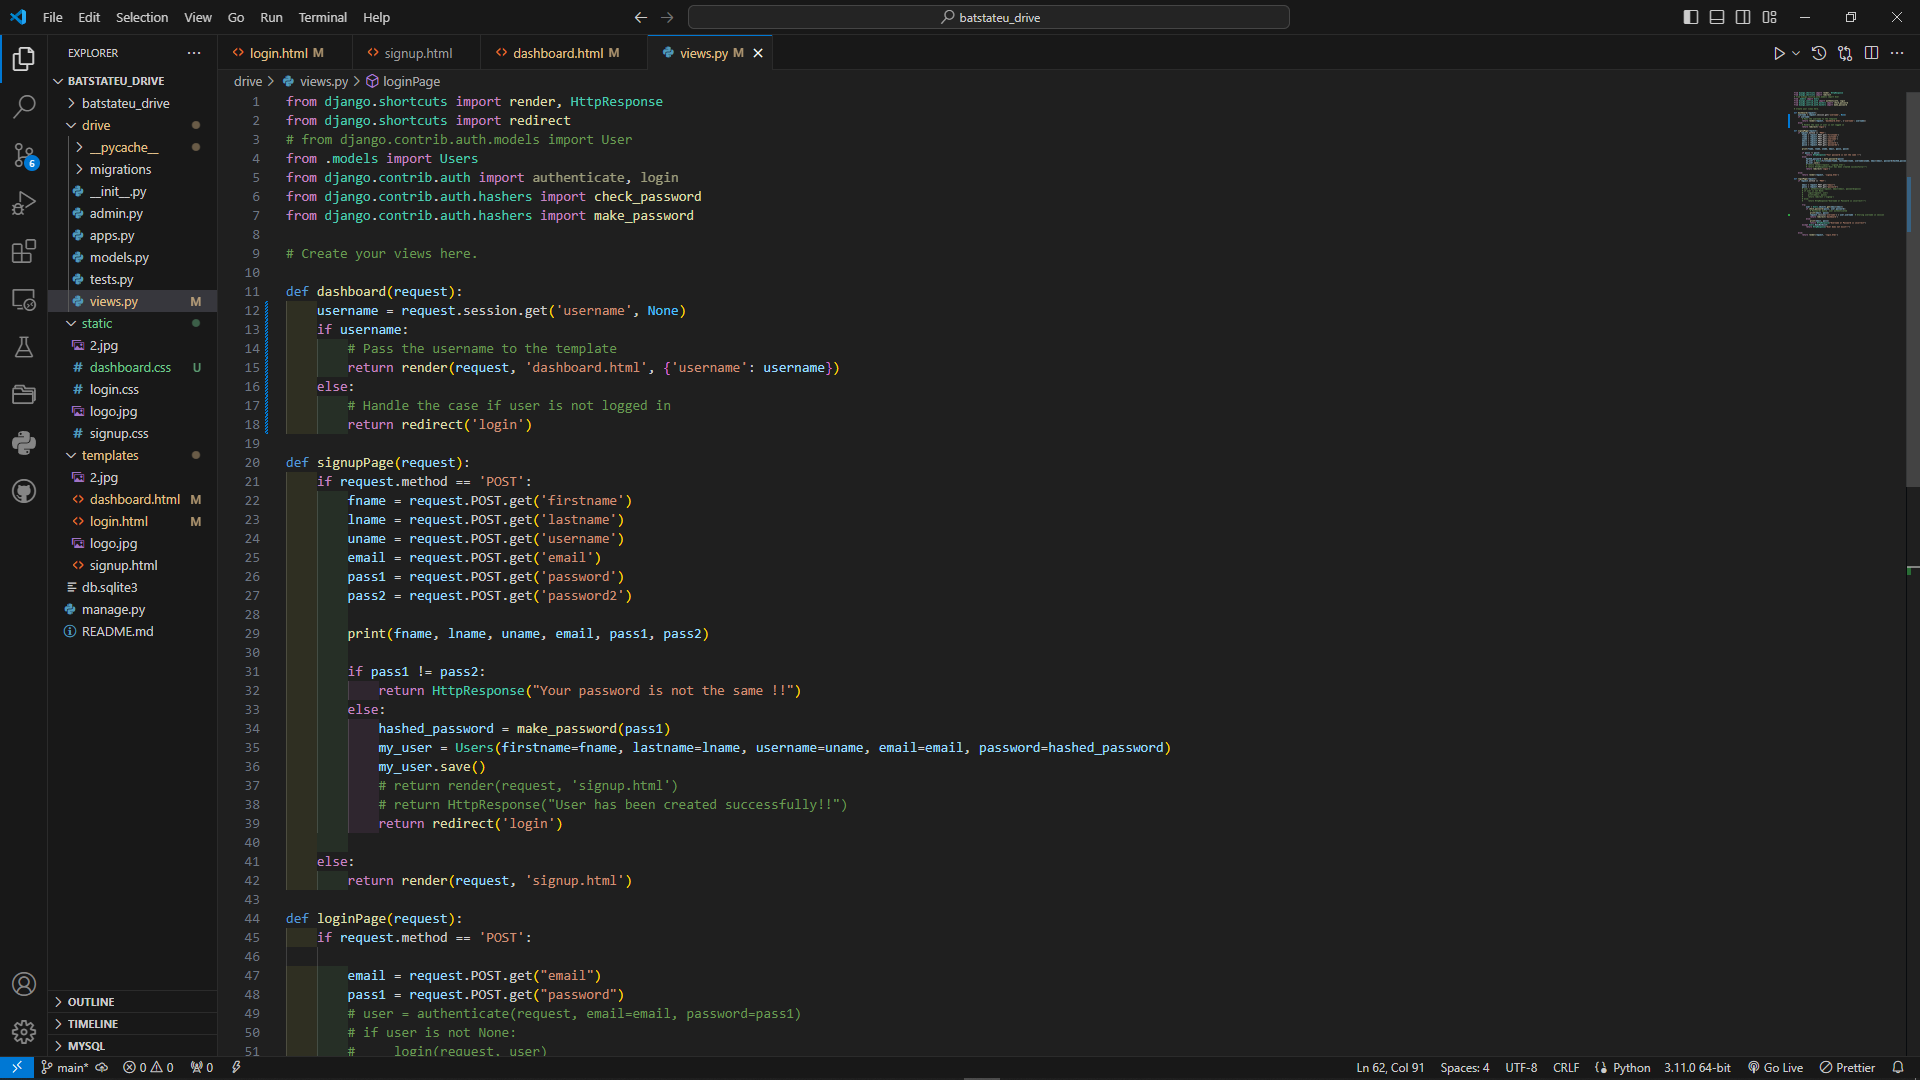 File Edit Selection View Go Run Terminal Help
batstateu_drive
EXPLORER
BATSTATEU_DRIVE
batstateu_drive
drive
__pycache__
migrations
__init__.py
admin.py
apps.py
models.py
tests.py
views.py M
static
2.jpg
dashboard.css U
login.css
logo.jpg
signup.css
templates
2.jpg
dashboard.html M
login.html M
logo.jpg
signup.html
db.sqlite3
manage.py
README.md
OUTLINE
TIMELINE
MYSQL
6
login.html M signup.html dashboard.html M views.py M
drive > views.py > loginPage
1 from django.shortcuts import render, HttpResponse
2 from django.shortcuts import redirect
3 # from django.contrib.auth.models import User
4 from .models import Users
5 from django.contrib.auth import authenticate, login
6 from django.contrib.auth.hashers import check_password
7 from django.contrib.auth.hashers import make_password
8
9 # Create your views here.
10
11 def dashboard(request):
12     username = request.session.get('username', None)
13     if username:
14         # Pass the username to the template
15         return render(request, 'dashboard.html', {'username': username})
16     else:
17         # Handle the case if user is not logged in
18         return redirect('login')
19
20 def signupPage(request):
21     if request.method == 'POST':
22         fname = request.POST.get('firstname')
23         lname = request.POST.get('lastname')
24         uname = request.POST.get('username')
25         email = request.POST.get('email')
26         pass1 = request.POST.get('password')
27         pass2 = request.POST.get('password2')
28
29         print(fname, lname, uname, email, pass1, pass2)
30
31         if pass1 != pass2:
32             return HttpResponse("Your password is not the same !!")
33         else:
34             hashed_password = make_password(pass1)
35             my_user = Users(firstname=fname, lastname=lname, username=uname, email=email, password=hashed_password)
36             my_user.save()
37             # return render(request, 'signup.html')
38             # return HttpResponse("User has been created successfully!!")
39             return redirect('login')
40
41     else:
42         return render(request, 'signup.html')
43
44 def loginPage(request):
45     if request.method == 'POST':
46
47         email = request.POST.get("email")
48         pass1 = request.POST.get("password")
49         # user = authenticate(request, email=email, password=pass1)
50         # if user is not None:
51         #     login(request, user)
main* 0 0 0 Ln 62, Col 91 Spaces: 4 UTF-8 CRLF Python 3.11.0 64-bit Go Live Prettier